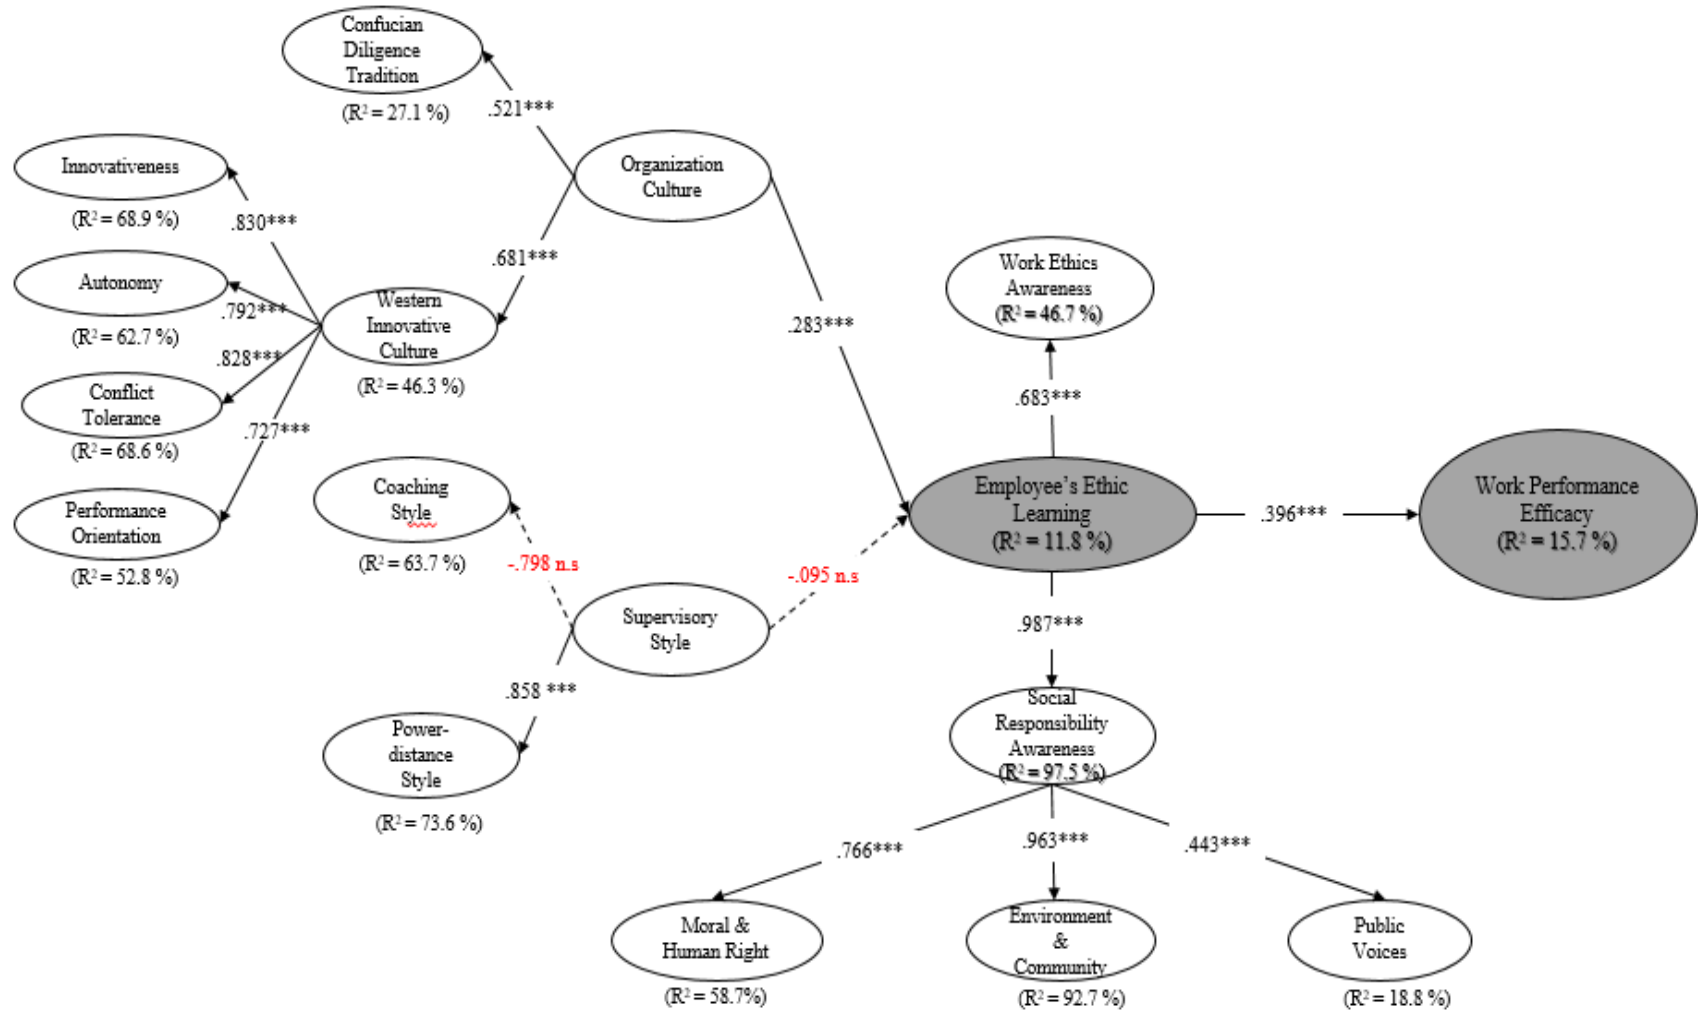 Confucian
Diligence
Tradition
(R² = 27.1 %)
.521***
Innovativeness
(R² = 68.9 %)
.830***
Organization
Culture
.681***
Autonomy
(R² = 62.7 %)
.792***
Western
Innovative
Culture
(R² = 46.3 %)
.828***
Conflict
Tolerance
(R² = 68.6 %)
.727***
Performance
Orientation
(R² = 52.8 %)
.283***
Work Ethics
Awareness
(R² = 46.7 %)
.683***
Coaching
Style
(R² = 63.7 %)
-.798 n.s
-.095 n.s
Supervisory
Style
.858 ***
Power-
distance
Style
(R² = 73.6 %)
Employee’s Ethic
Learning
(R² = 11.8 %)
.396***
Work Performance
Efficacy
(R² = 15.7 %)
.987***
Social
Responsibility
Awareness
(R² = 97.5 %)
.766***
.963***
.443***
Moral &
Human Right
(R² = 58.7%)
Environment
&
Community
(R² = 92.7 %)
Public
Voices
(R² = 18.8 %)